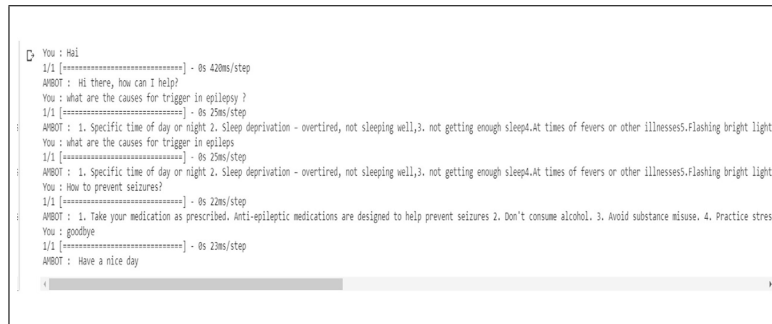 You : Hai
1/1 [==============================] - 0s 420ms/step
AMBOT :  Hi there, how can I help?
You : what are the causes for trigger in epilepsy ?
1/1 [==============================] - 0s 25ms/step
AMBOT :  1. Specific time of day or night 2. Sleep deprivation – overtired, not sleeping well,3. not getting enough sleep4.At times of fevers or other illnesses5.Flashing bright light
You : what are the causes for trigger in epileps
1/1 [==============================] - 0s 25ms/step
AMBOT :  1. Specific time of day or night 2. Sleep deprivation – overtired, not sleeping well,3. not getting enough sleep4.At times of fevers or other illnesses5.Flashing bright light
You : How to prevent seizures?
1/1 [==============================] - 0s 22ms/step
AMBOT :  1. Take your medication as prescribed. Anti-epileptic medications are designed to help prevent seizures 2. Don't consume alcohol. 3. Avoid substance misuse. 4. Practice stres
You : goodbye
1/1 [==============================] - 0s 23ms/step
AMBOT :  Have a nice day